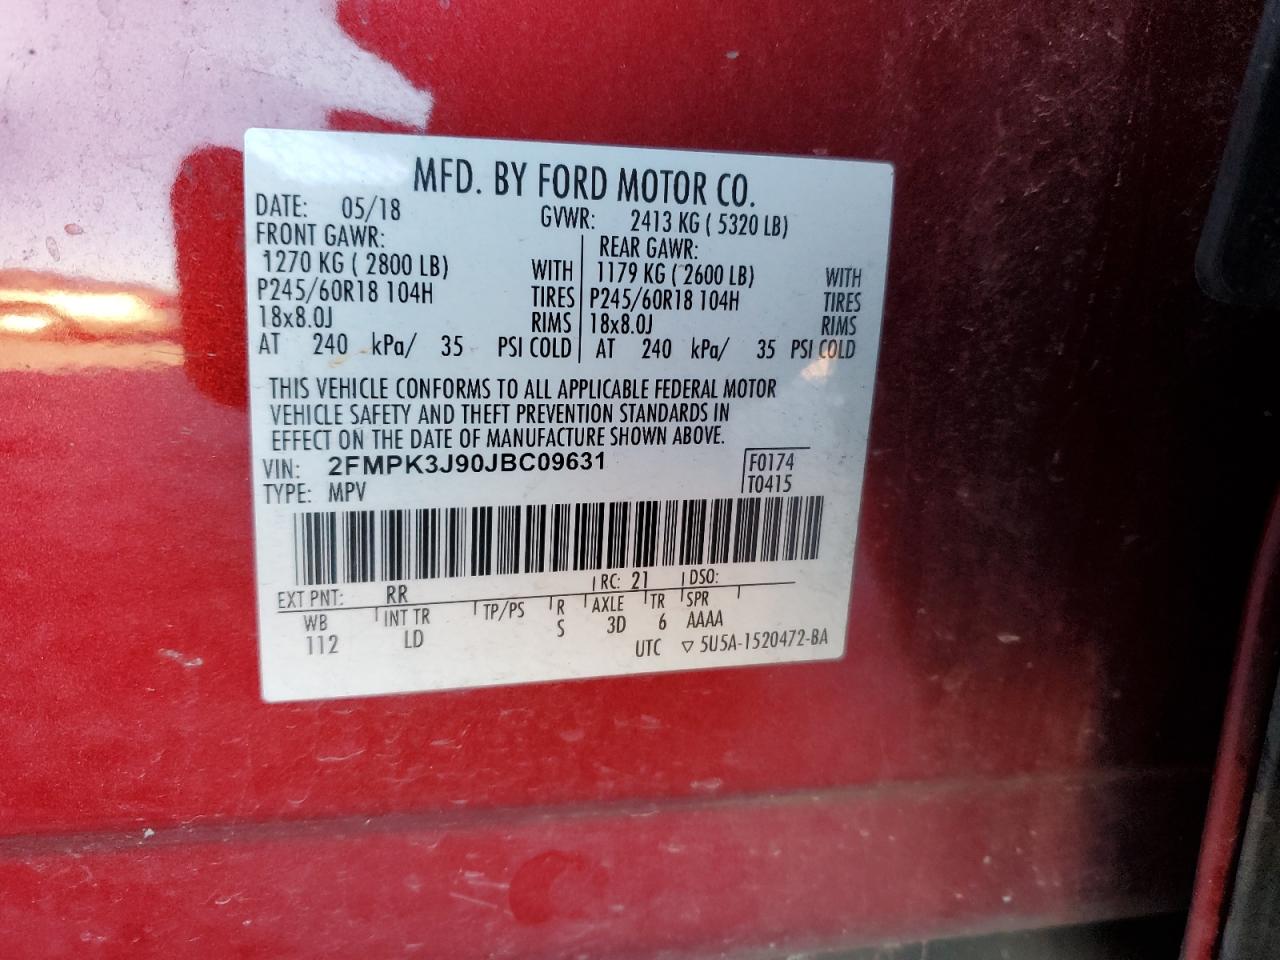 MFD. BY FORD MOTOR CO.
DATE: 05/18 GVWR: 2413 KG ( 5320 LB)
FRONT GAWR: REAR GAWR:
1270 KG ( 2800 LB) WITH 1179 KG ( 2600 LB) WITH
P245/60R18 104H TIRES P245/60R18 104H TIRES
18x8.0J RIMS 18x8.0J RIMS
AT 240 kPa/ 35 PSI COLD AT 240 kPa/ 35 PSI COLD
THIS VEHICLE CONFORMS TO ALL APPLICABLE FEDERAL MOTOR
VEHICLE SAFETY AND THEFT PREVENTION STANDARDS IN
EFFECT ON THE DATE OF MANUFACTURE SHOWN ABOVE.
VIN: 2FMPK3J90JBC09631 F0174
TYPE: MPV T0415
EXT PNT: RR RC: 21 DSO:
WB INT TR TP/PS R AXLE TR SPR
112 LD S 3D 6 AAAA
UTC ▽ 5U5A-1520472-BA